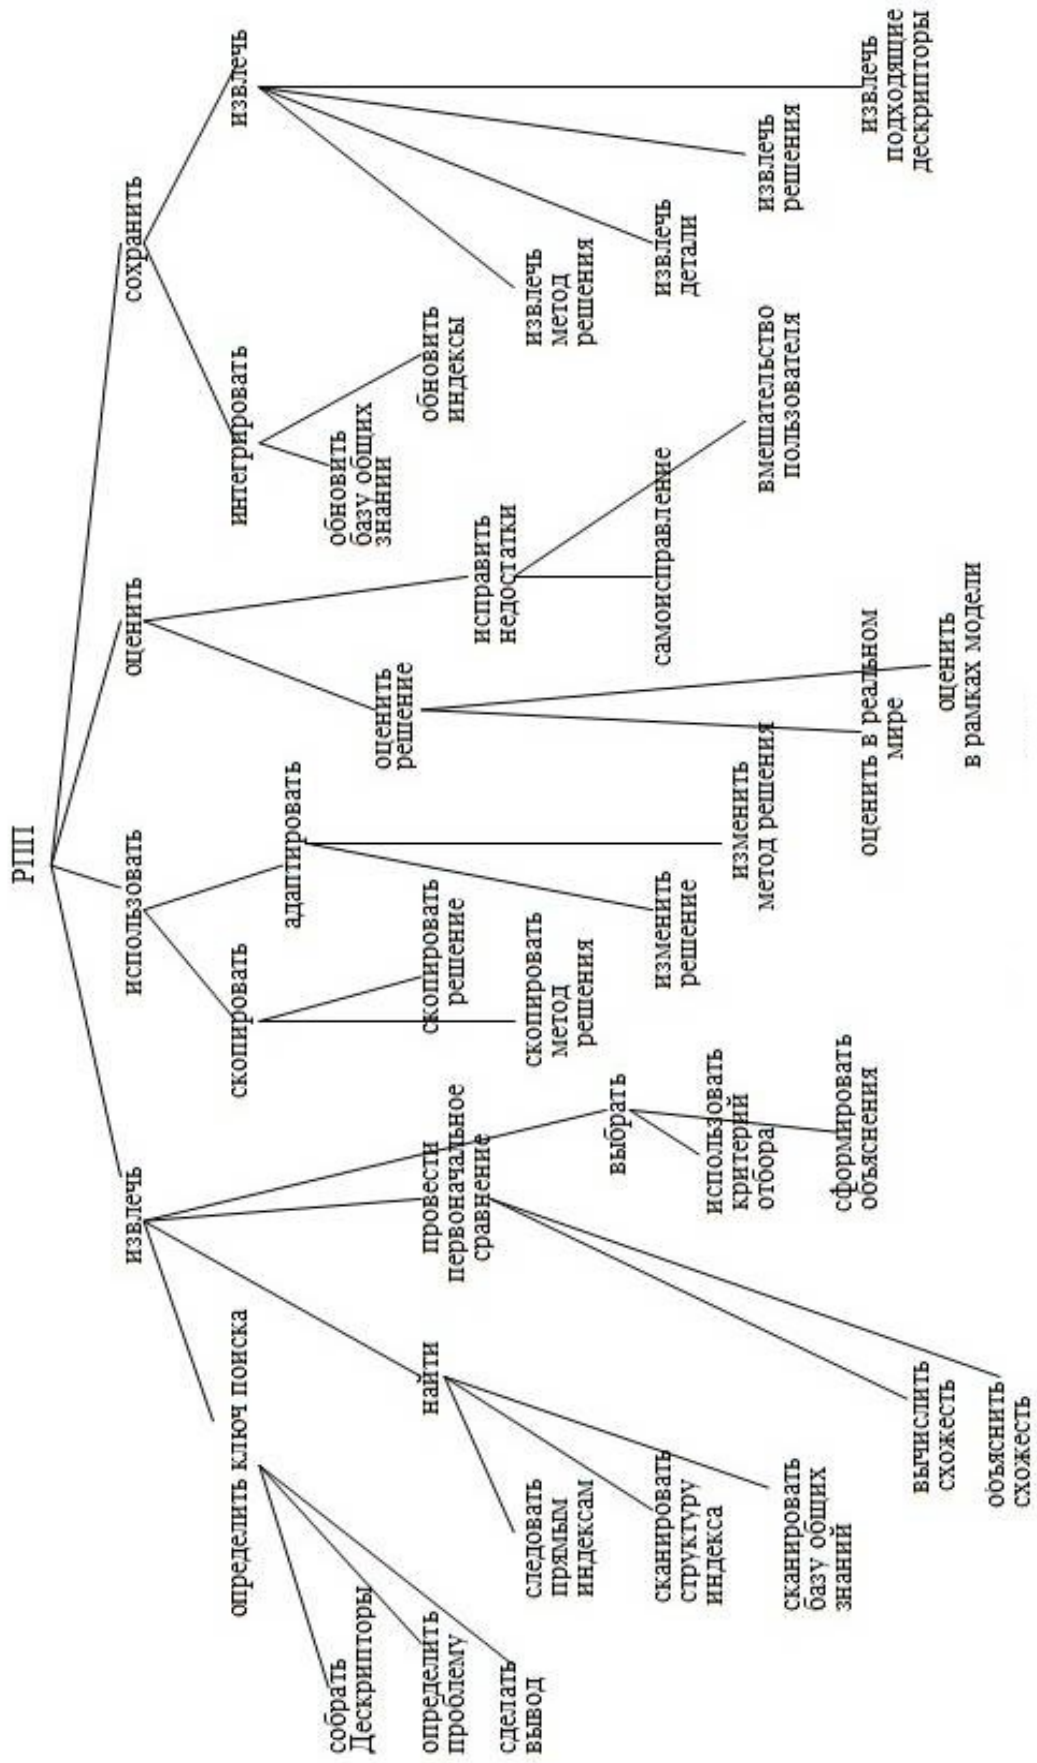 РПП
извлечь
использовать
оценить
сохранить
определить ключ поиска
скопировать
интегрировать
извлечь
адаптировать
собрать
Дескрипторы
обновить
базу общих
знании
оценить
решение
определить
проблему
найти
провести
первоначальное
сравнение
скопировать
решение
обновить
индексы
исправить
недостатки
сделать
вывод
следовать
прямым
индексам
скопировать
метод
решения
извлечь
метод
решения
выбрать
сканировать
структуру
индекса
изменить
решение
самоисправление
извлечь
детали
использовать
критерий
отбора
изменить
метод решения
вмешательство
пользователя
извлечь
решения
сканировать
базу общих
знаний
сформировать
объяснения
оценить в реальном
мире
извлечь
подходящие
дескрипторы
вычислить
схожесть
оценить
в рамках модели
объяснить
схожесть